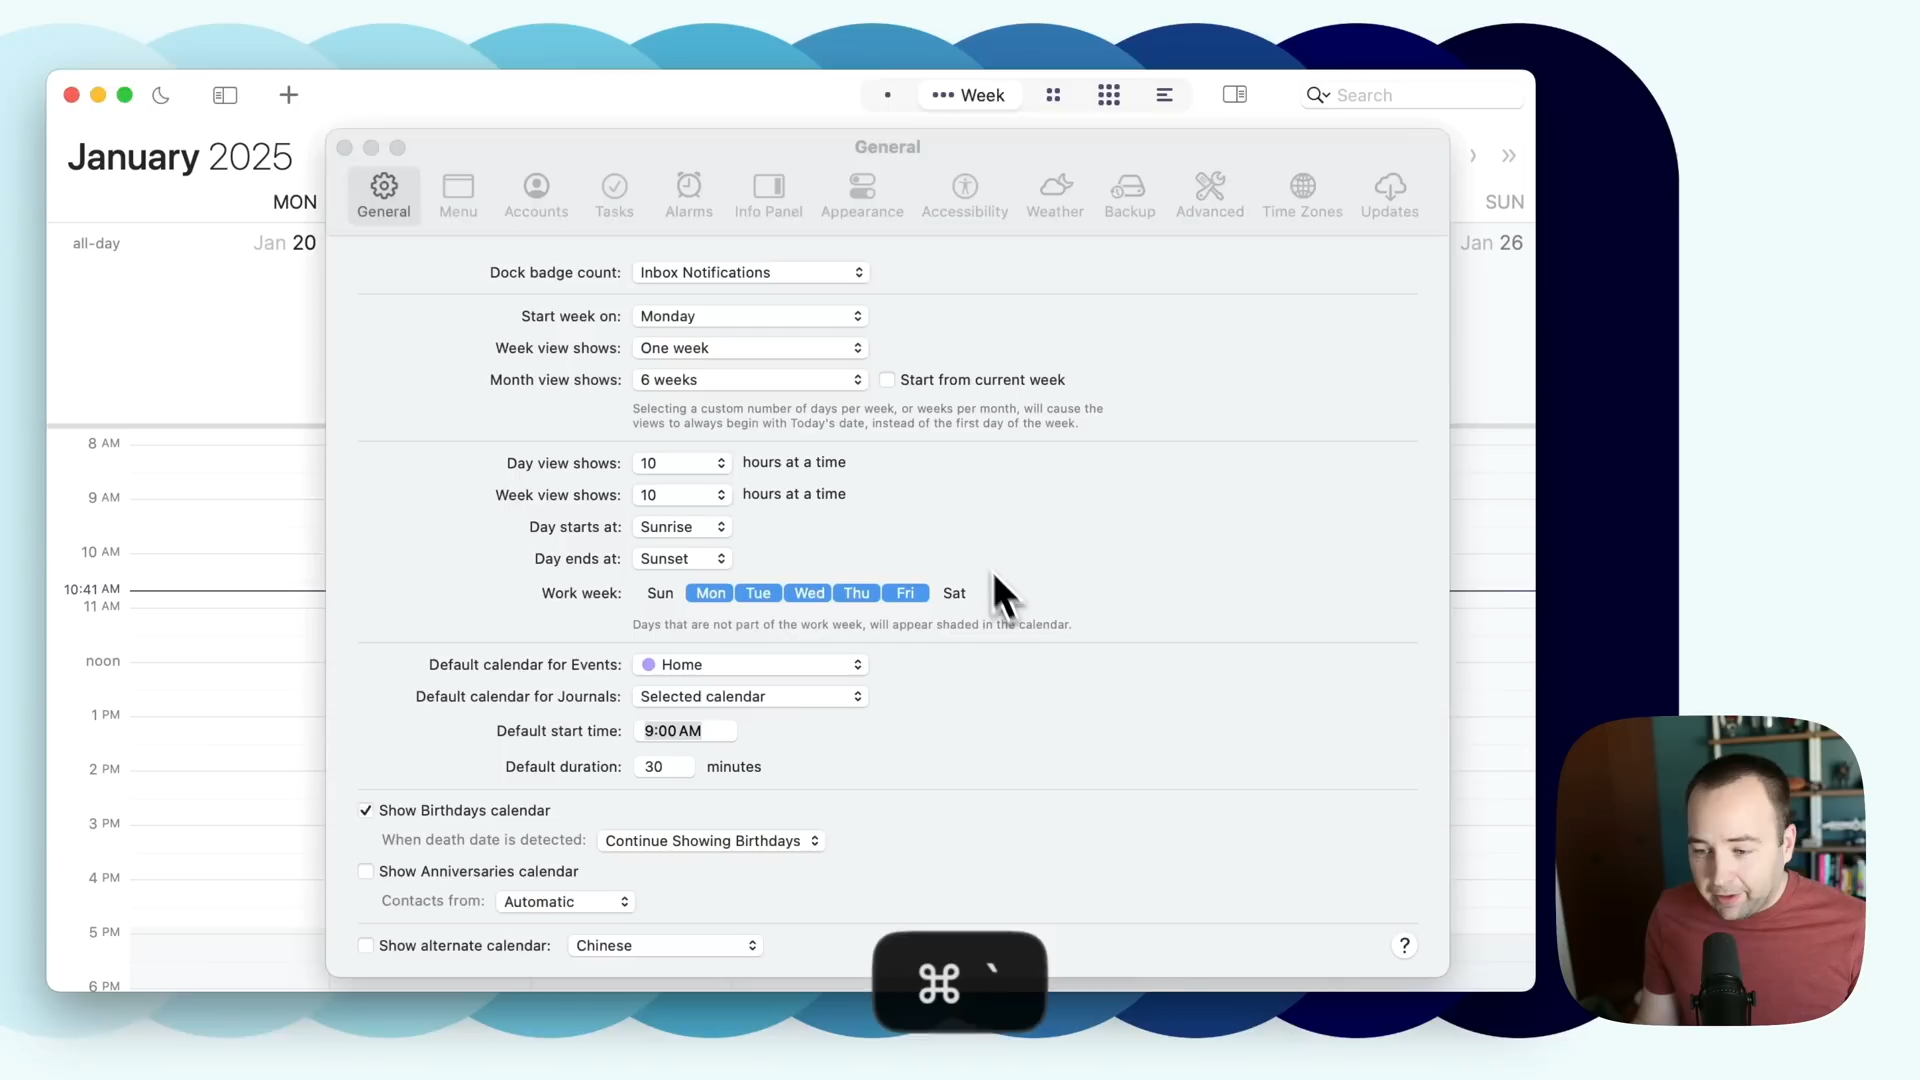 Week
Search
January 2025
General
General
Menu
Accounts
Tasks
Alarms
Info Panel
Appearance
Accessibility
Weather
Backup
Advanced
Time Zones
Updates
MON
SUN
all-day
Jan 20
Jan 26
Dock badge count: Inbox Notifications
Start week on: Monday
Week view shows: One week
Month view shows: 6 weeks
Start from current week
Selecting a custom number of days per week, or weeks per month, will cause the
views to always begin with Today's date, instead of the first day of the week.
Day view shows: 10 hours at a time
Week view shows: 10 hours at a time
Day starts at: Sunrise
Day ends at: Sunset
Work week: Sun Mon Tue Wed Thu Fri Sat
Days that are not part of the work week, will appear shaded in the calendar.
Default calendar for Events: Home
Default calendar for Journals: Selected calendar
Default start time: 9:00 AM
Default duration: 30 minutes
Show Birthdays calendar
When death date is detected: Continue Showing Birthdays
Show Anniversaries calendar
Contacts from: Automatic
Show alternate calendar: Chinese
?
8 AM
9 AM
10 AM
10:41 AM
11 AM
noon
1 PM
2 PM
3 PM
4 PM
5 PM
6 PM
⌘ `